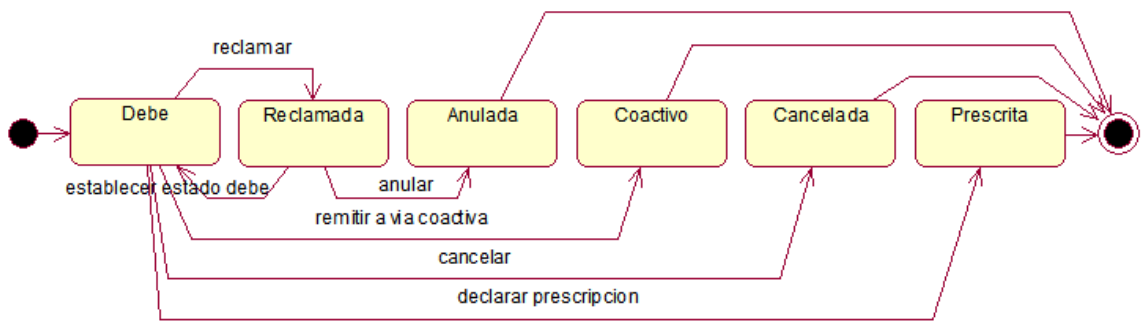 reclamar
Debe
Reclamada
Anulada
Coactivo
Cancelada
Prescrita
establecer estado debe
anular
remitir a via coactiva
cancelar
declarar prescripcion